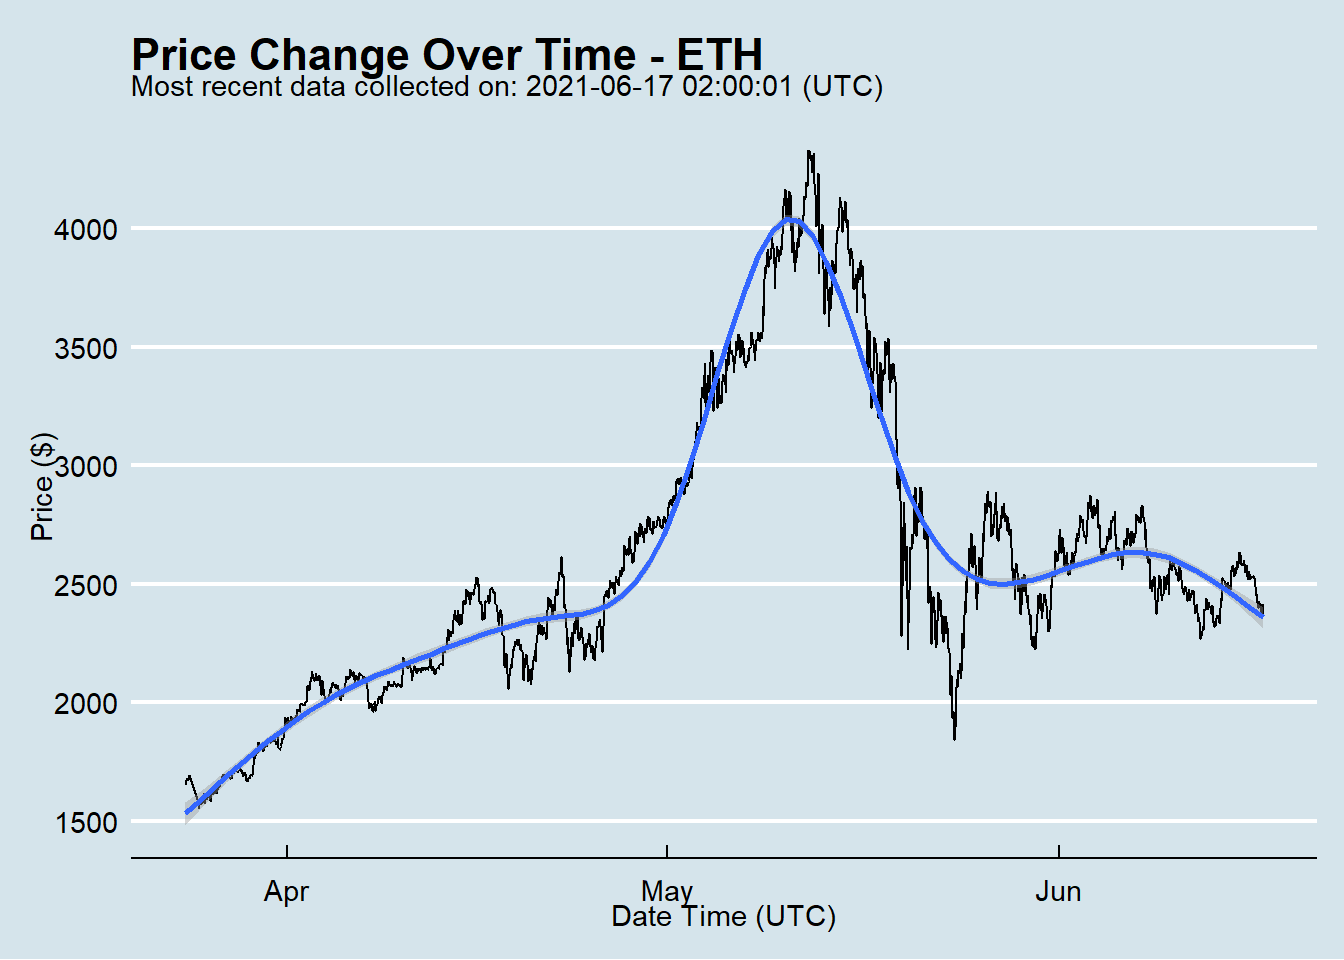 Price Change Over Time - ETH
Most recent data collected on: 2021-06-17 02:00:01 (UTC)
4000
3500
3000
2500
2000
1500
Price ($)
Apr
May
Jun
Date Time (UTC)